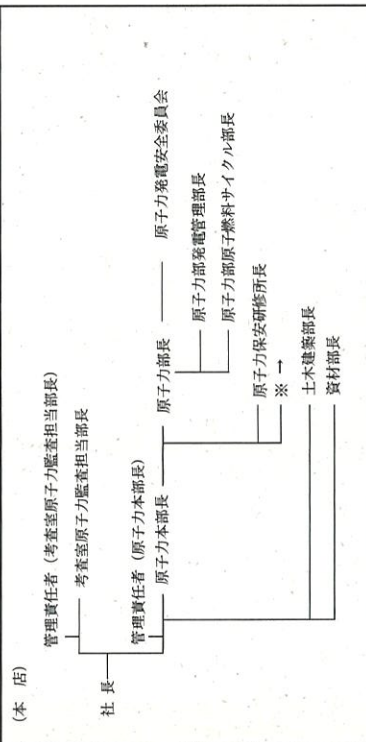 (本 店)
管理責任者 (考査室原子力監査担当部長)
考査室原子力監査担当部長
社 長
管理責任者 (原子力本部長)
原子力本部長
原子力部長
原子力発電安全委員会
原子力部発電管理部長
原子力部原子燃料サイクル部長
原子力保安研修所長
※ →
土木建築部長
資材部長